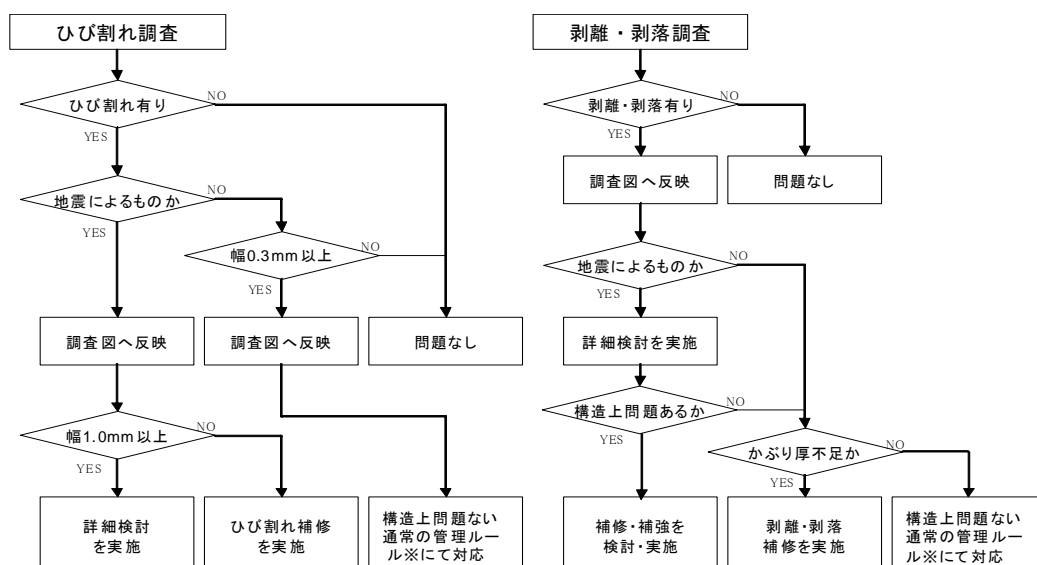 ひび割れ調査
ひび割れ有り
NO
YES
地震によるものか
NO
YES
幅0.3mm以上
NO
YES
調査図へ反映
調査図へ反映
問題なし
幅1.0mm以上
NO
YES
詳細検討
を実施
ひび割れ補修
を実施
構造上問題ない
通常の管理ルー
ル※にて対応
剥離・剥落調査
剥離・剥落有り
NO
YES
調査図へ反映
問題なし
地震によるものか
NO
YES
詳細検討を実施
構造上問題あるか
NO
YES
かぶり厚不足か
NO
YES
補修・補強を
検討・実施
剥離・剥落
補修を実施
構造上問題ない
通常の管理ルー
ル※にて対応